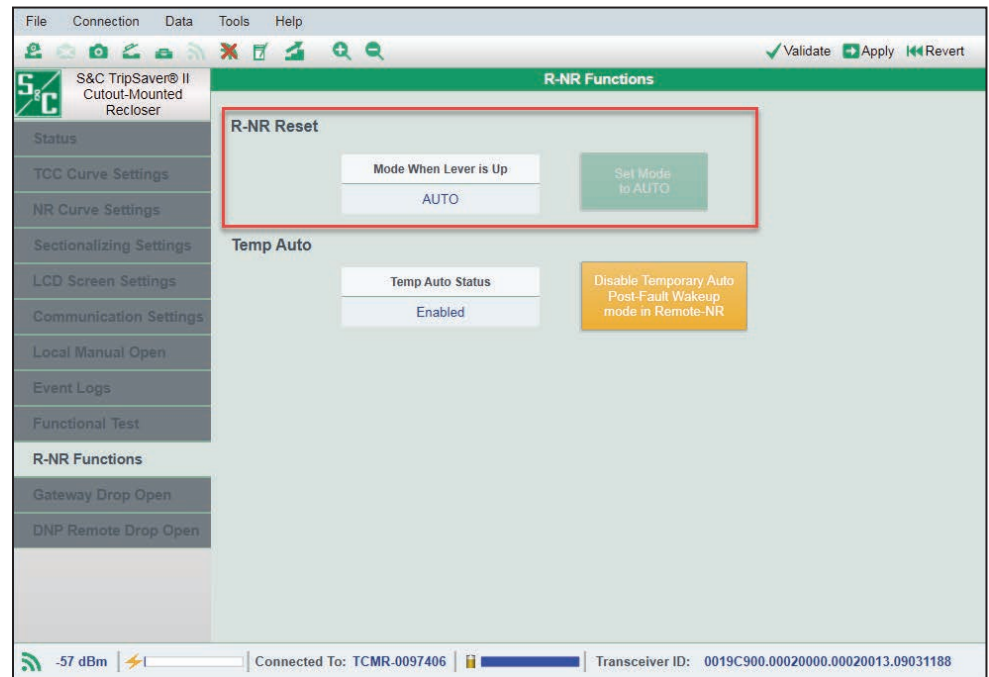 File Connection Data Tools Help
Validate Apply Revert
S&C
S&C TripSaver® II
Cutout-Mounted
Recloser
R-NR Functions
Status
TCC Curve Settings
NR Curve Settings
Sectionalizing Settings
LCD Screen Settings
Communication Settings
Local Manual Open
Event Logs
Functional Test
R-NR Functions
Gateway Drop Open
DNP Remote Drop Open
R-NR Reset
Mode When Lever is Up
AUTO
Set Mode
to AUTO
Temp Auto
Temp Auto Status
Enabled
Disable Temporary Auto
Post-Fault Wakeup
mode in Remote-NR
-57 dBm Connected To: TCMR-0097406 Transceiver ID: 0019C900.00020000.00020013.09031188